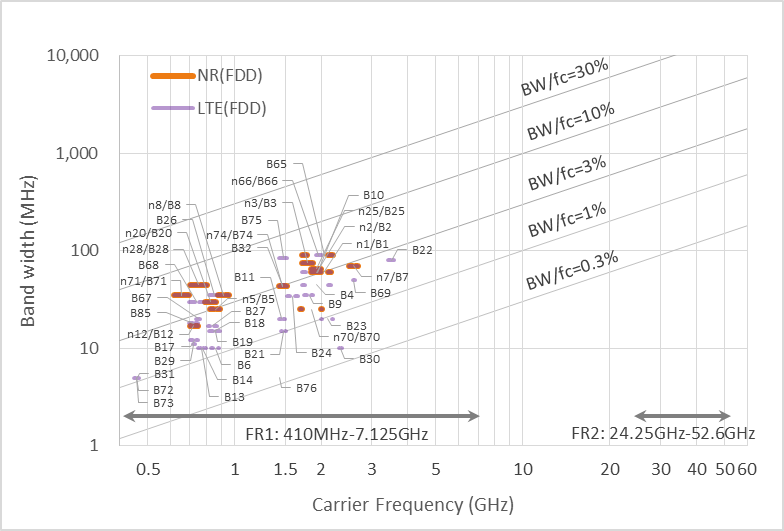 10,000
1,000
100
10
1
Band width (MHz)
NR(FDD)
LTE(FDD)
BW/fc=30%
BW/fc=10%
BW/fc=3%
BW/fc=1%
BW/fc=0.3%
B65
n66/B66
n3/B3
B75
n74/B74
B32
B11
n8/B8
B26
n20/B20
n28/B28
B68
n71/B71
B67
B85
n12/B12
B17
B29
B31
B72
B73
B10
n25/B25
n2/B2
n1/B1
B22
n7/B7
B69
B4
B9
n5/B5
B27
B18
B19
B21
B6
B14
B13
B23
n70/B70
B24
B30
B76
FR1: 410MHz-7.125GHz
FR2: 24.25GHz-52.6GHz
0.5 1 1.5 2 3 5 10 20 30 40 50 60
Carrier Frequency (GHz)